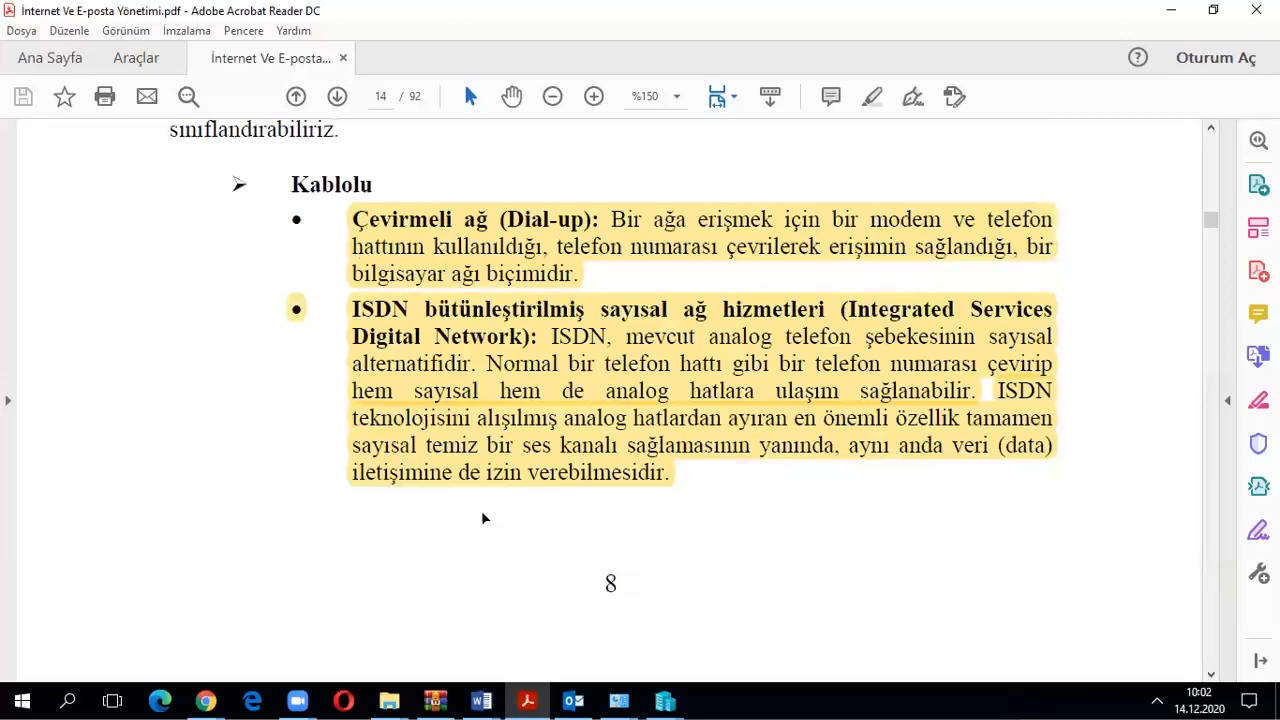 İnternet Ve E-posta Yönetimi.pdf - Adobe Acrobat Reader DC
Dosya Düzenle Görünüm İmzalama Pencere Yardım
Ana Sayfa Araçlar İnternet Ve E-posta... × Oturum Aç
14 / 92 %150
sınıflandırabiliriz.
➢ Kablolu
• Çevirmeli ağ (Dial-up): Bir ağa erişmek için bir modem ve telefon
hattının kullanıldığı, telefon numarası çevrilerek erişimin sağlandığı, bir
bilgisayar ağı biçimidir.
• ISDN bütünleştirilmiş sayısal ağ hizmetleri (Integrated Services
Digital Network): ISDN, mevcut analog telefon şebekesinin sayısal
alternatifidir. Normal bir telefon hattı gibi bir telefon numarası çevirip
hem sayısal hem de analog hatlara ulaşım sağlanabilir. ISDN
teknolojisini alışılmış analog hatlardan ayıran en önemli özellik tamamen
sayısal temiz bir ses kanalı sağlamasının yanında, aynı anda veri (data)
iletişimine de izin verebilmesidir.
8
10:02
14.12.2020